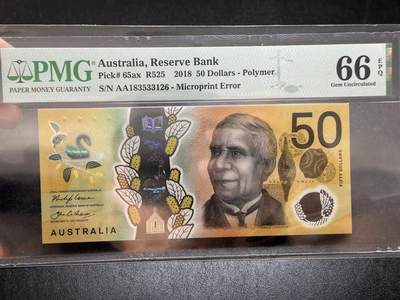 PMG
PAPER MONEY GUARANTY
Australia, Reserve Bank
Pick# 65ax R525 2018 50 Dollars - Polymer
S/N AA183533126 - Microprint Error
66
EPQ
Gem Uncirculated
50
FIFTY DOLLARS
AUSTRALIA